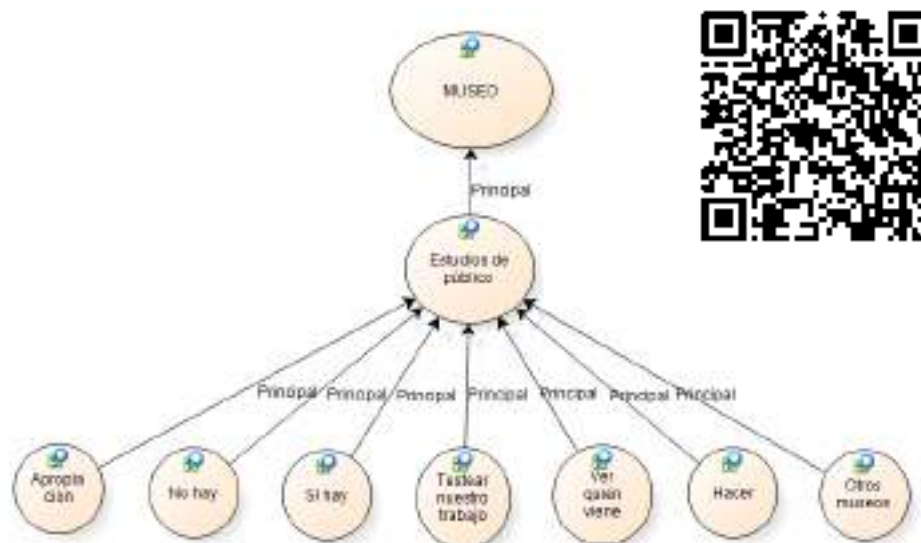 MUSEO
Principal
Estudios de
público
Principal
Principal
Principal
Principal
Principal
Principal
Principal
Apropia
ción
No hay
Sí hay
Testear
nuestro
trabajo
Ver
quién
viene
Hacer
Otros
museos